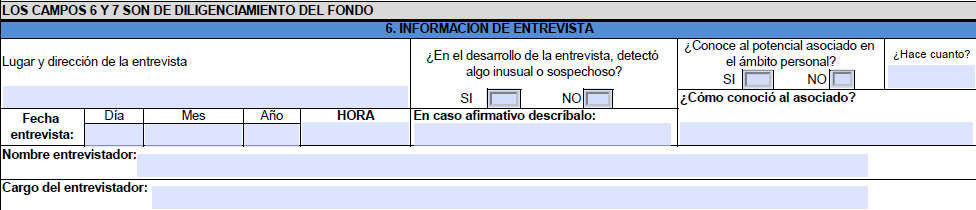 LOS CAMPOS 6 Y 7 SON DE DILIGENCIAMIENTO DEL FONDO
6. INFORMACION DE ENTREVISTA
Lugar y dirección de la entrevista
¿En el desarrollo de la entrevista, detectó
algo inusual o sospechoso?
SI NO
¿Conoce al potencial asociado en
el ámbito personal?
SI NO
¿Hace cuanto?
Fecha
entrevista:
Día Mes Año HORA
En caso afirmativo descríbalo:
¿Cómo conoció al asociado?
Nombre entrevistador:
Cargo del entrevistador: